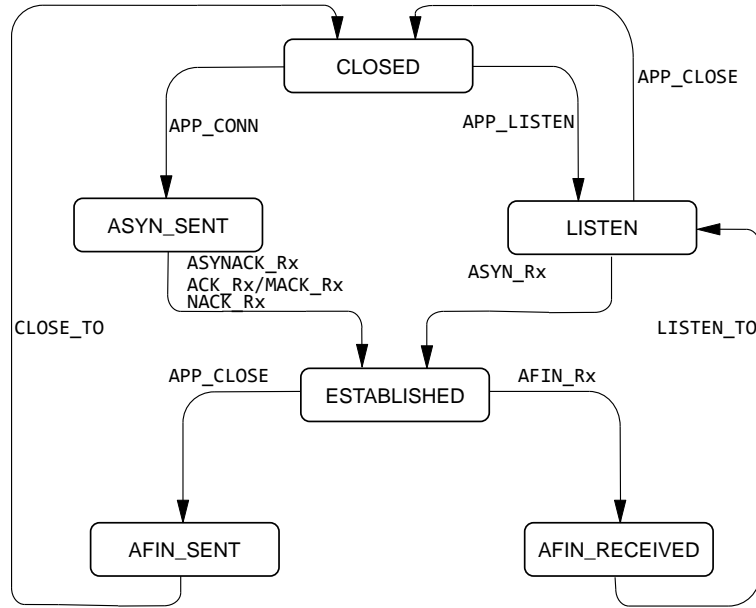 CLOSED
APP_CLOSE
APP_CONN
APP_LISTEN
ASYN_SENT
LISTEN
ASYNACK_Rx
ACK_Rx/MACK_Rx
NACK_Rx
ASYN_Rx
CLOSE_TO
LISTEN_TO
APP_CLOSE
AFIN_Rx
ESTABLISHED
AFIN_SENT
AFIN_RECEIVED